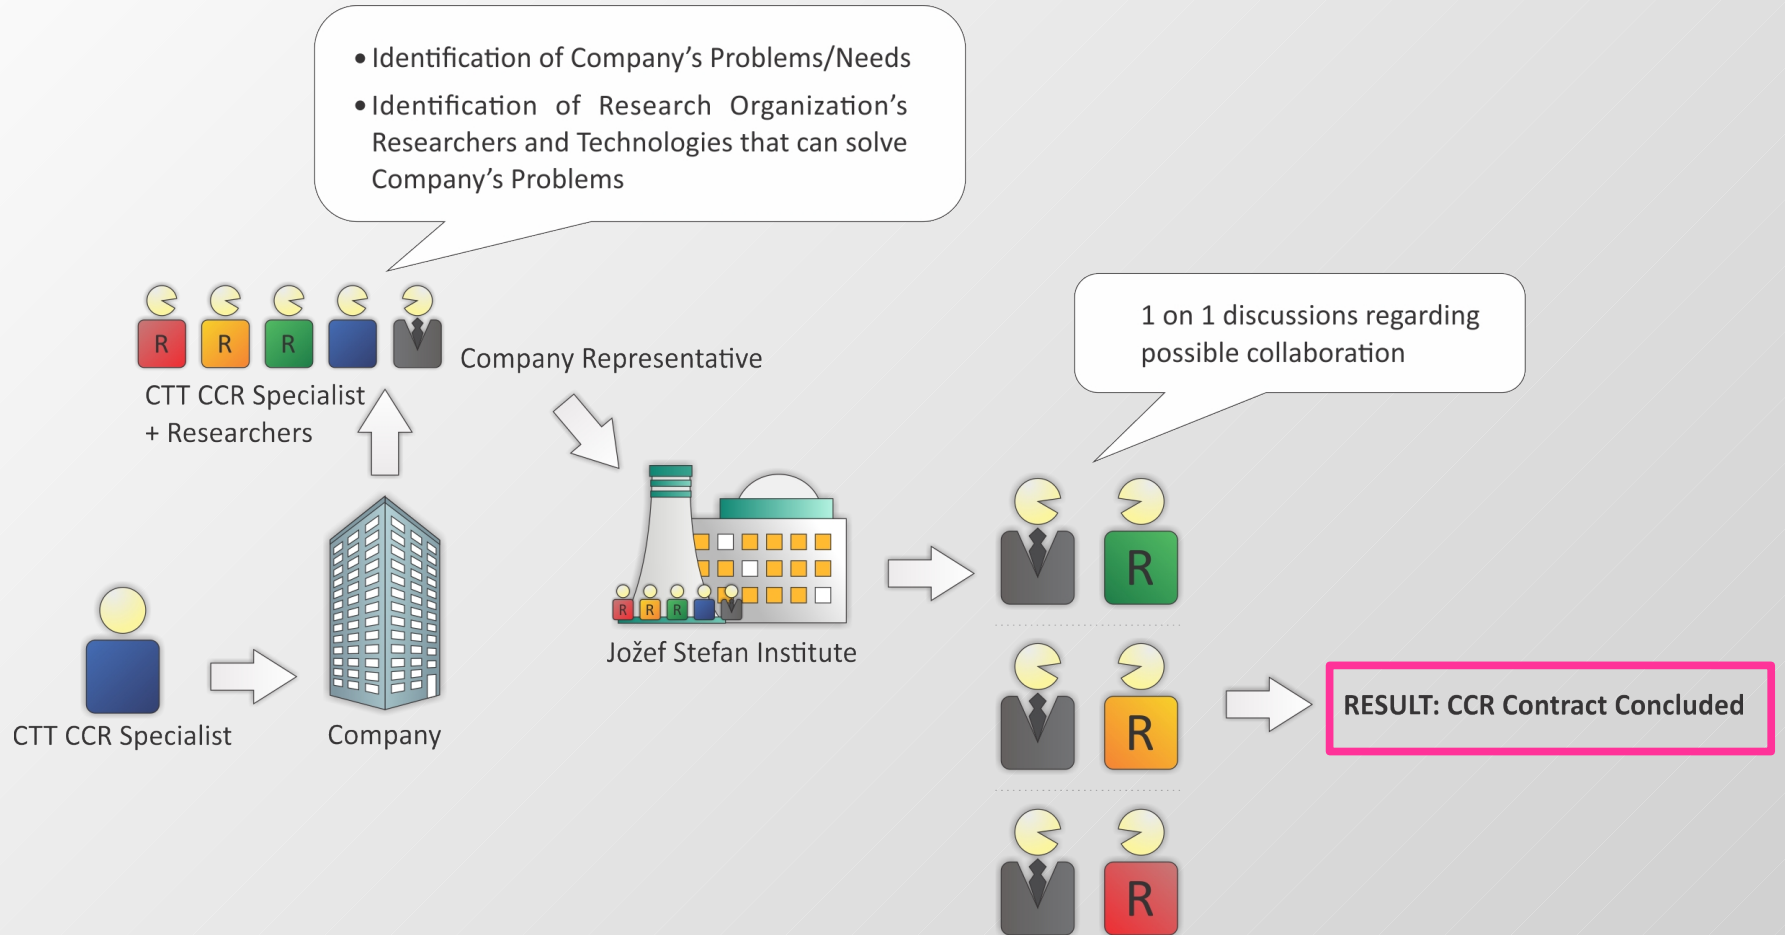 • Identification of Company's Problems/Needs
• Identification of Research Organization's
Researchers and Technologies that can solve
Company's Problems
R R R
Company Representative
CTT CCR Specialist
+ Researchers
1 on 1 discussions regarding
possible collaboration
R R R
Jožef Stefan Institute
CTT CCR Specialist
Company
R
R
R
RESULT: CCR Contract Concluded